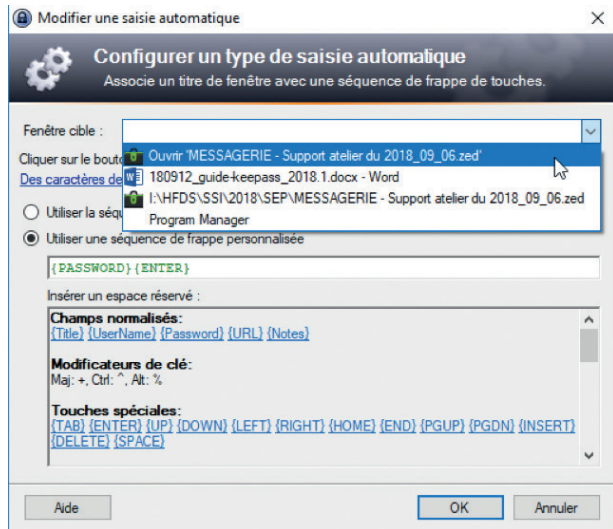 Modifier une saisie automatique
Configurer un type de saisie automatique
Associe un titre de fenêtre avec une séquence de frappe de touches.
Fenêtre cible :
Ouvrir 'MESSAGERIE - Support atelier du 2018_09_06.zed'
Cliquer sur le bouto
180912_guide-keepass_2018.1.docx - Word
Des caractères de
I:\HFDS\SSI\2018\SEP\MESSAGERIE - Support atelier du 2018_09_06.zed
Utiliser la séqu
Program Manager
Utiliser une séquence de frappe personnalisée
{PASSWORD}{ENTER}
Insérer un espace réservé :
Champs normalisés:
{Title} {UserName} {Password} {URL} {Notes}
Modificateurs de clé:
Maj: +, Ctrl: ^, Alt: %
Touches spéciales:
{TAB} {ENTER} {UP} {DOWN} {LEFT} {RIGHT} {HOME} {END} {PGUP} {PGDN} {INSERT}
{DELETE} {SPACE}
Aide OK Annuler